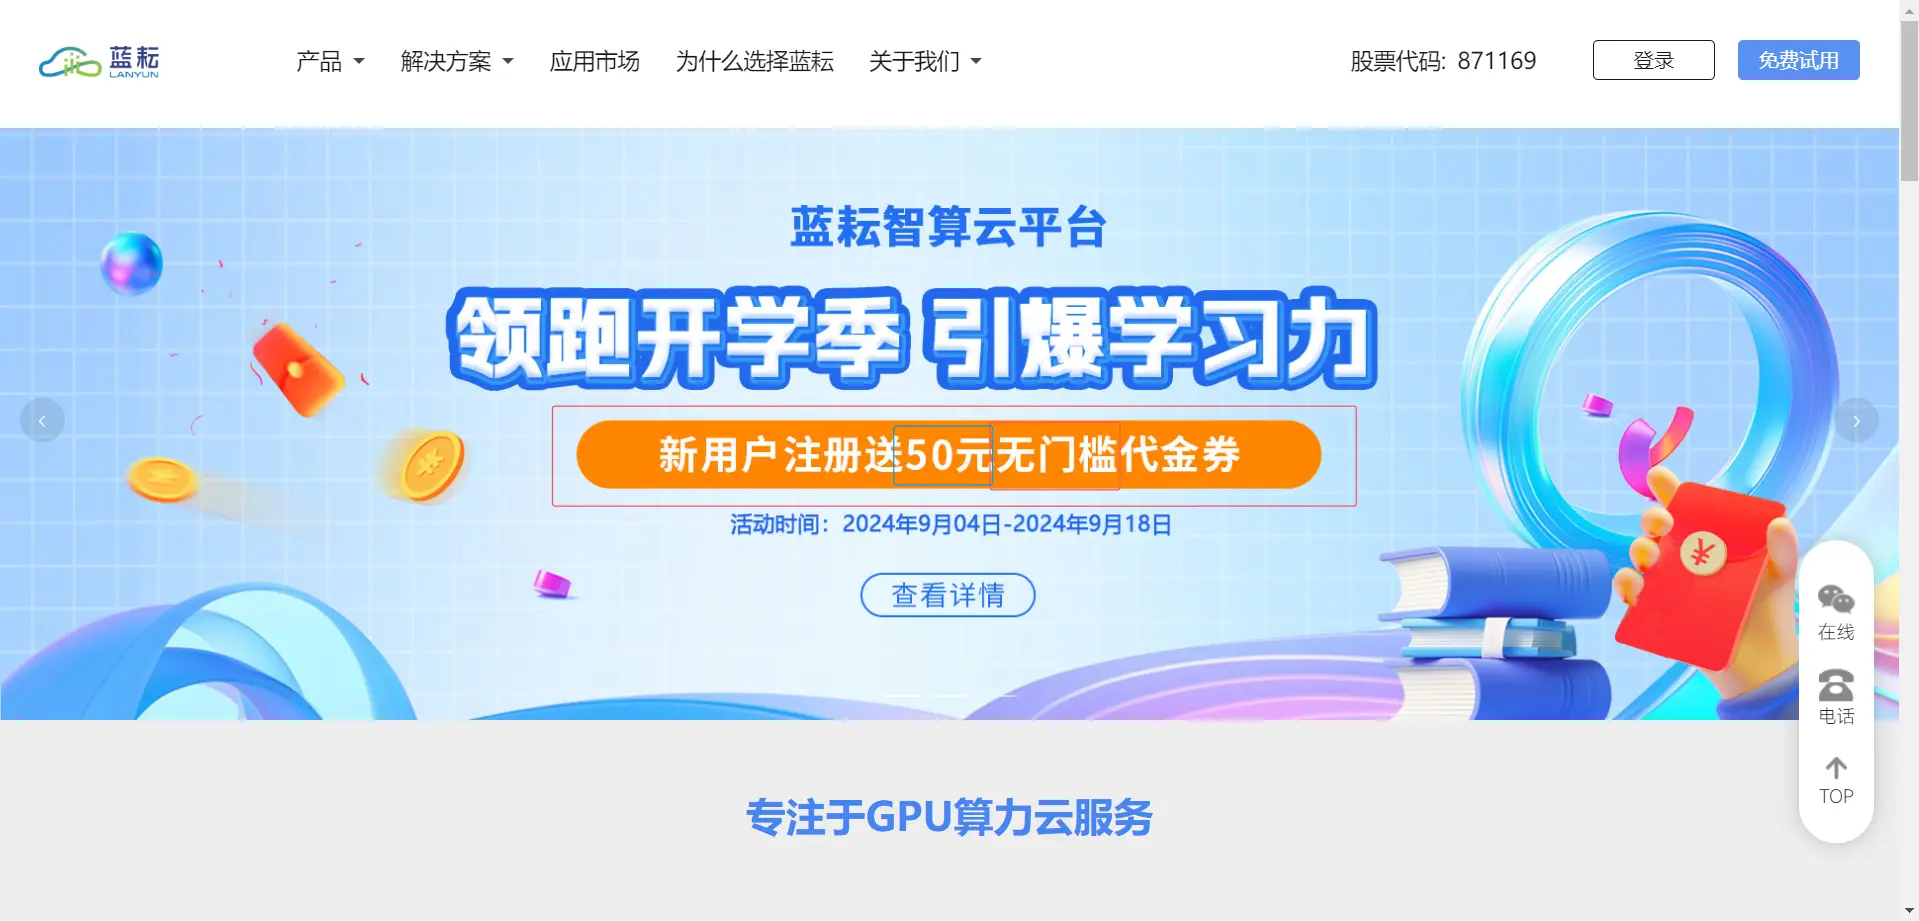 蓝耘
LANYUN
产品
解决方案
应用市场
为什么选择蓝耘
关于我们
股票代码: 871169
登录
免费试用
蓝耘智算云平台
领跑开学季 引爆学习力
新用户注册送50元无门槛代金券
活动时间：2024年9月04日-2024年9月18日
查看详情
在线
电话
TOP
专注于GPU算力云服务